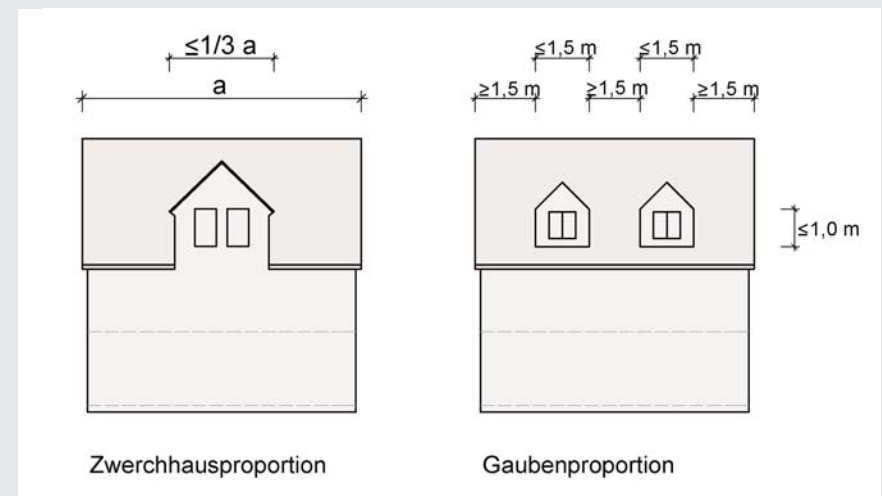 ≤1/3 a
a
≤1,5 m ≤1,5 m
≥1,5 m ≥1,5 m ≥1,5 m
≤1,0 m
Zwerchhausproportion
Gaubenproportion